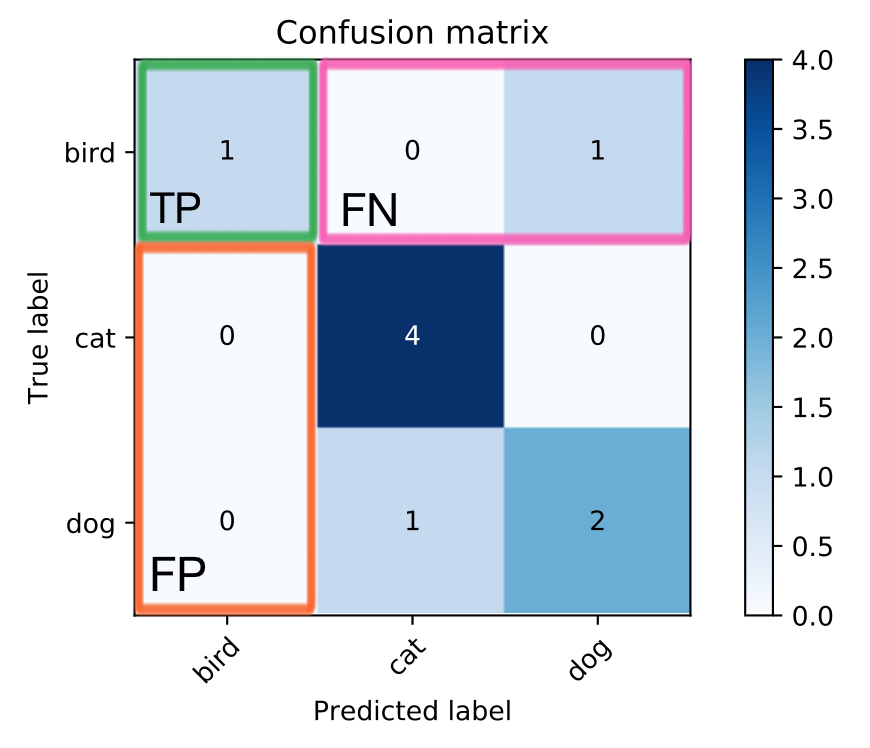 Confusion matrix
bird 1 0 1
TP FN
cat 0 4 0
dog 0 1 2
FP
bird cat dog
True label
Predicted label
4.0
3.5
3.0
2.5
2.0
1.5
1.0
0.5
0.0